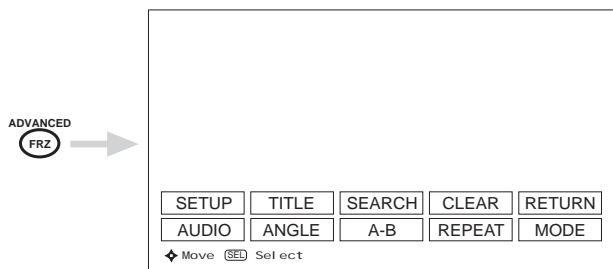 ADVANCED
FRZ
SETUP TITLE SEARCH CLEAR RETURN
AUDIO ANGLE A-B REPEAT MODE
Move SEL Select